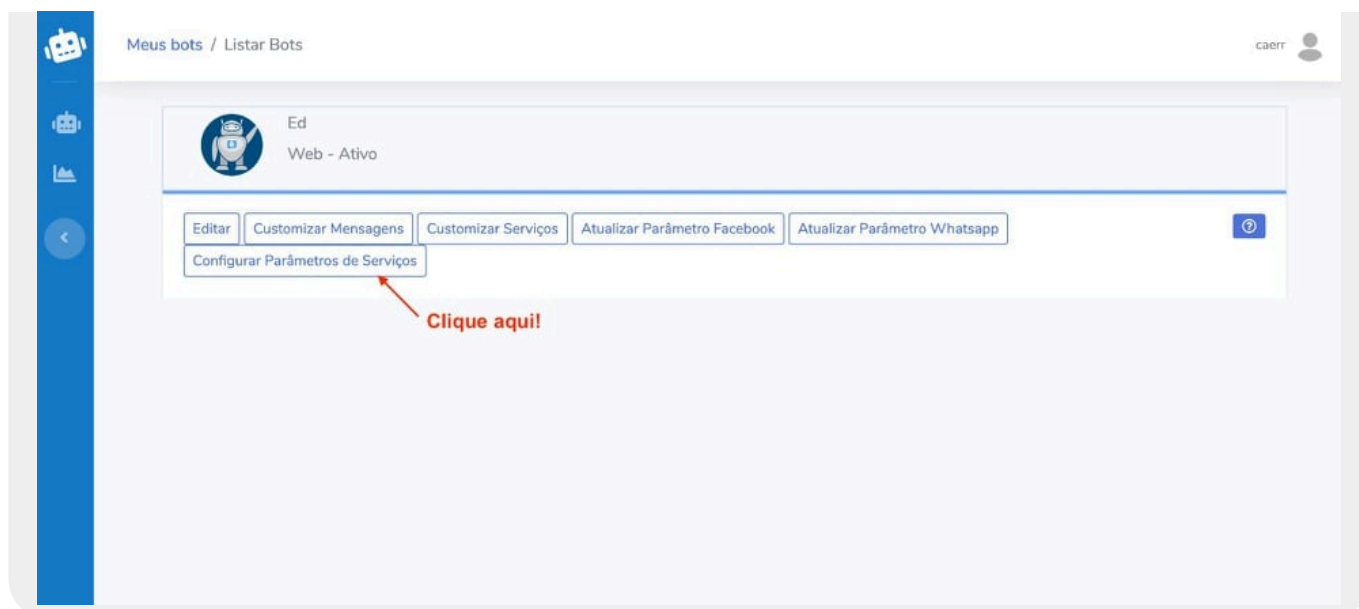 Meus bots / Listar Bots
caerr
Ed
Web - Ativo
Editar Customizar Mensagens Customizar Serviços Atualizar Parâmetro Facebook Atualizar Parâmetro Whatsapp
Configurar Parâmetros de Serviços
Clique aqui!